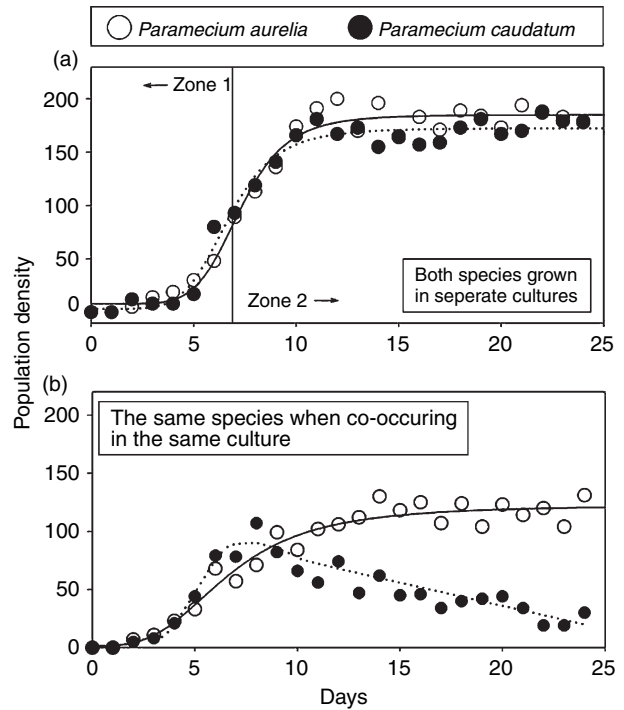 Paramecium aurelia Paramecium caudatum
(a)
← Zone 1
200
150
100
50
0
Zone 2 →
Both species grown
in seperate cultures
0 5 10 15 20 25
Population density
(b)
The same species when co-occuring
in the same culture
200
150
100
50
0
0 5 10 15 20 25
Days